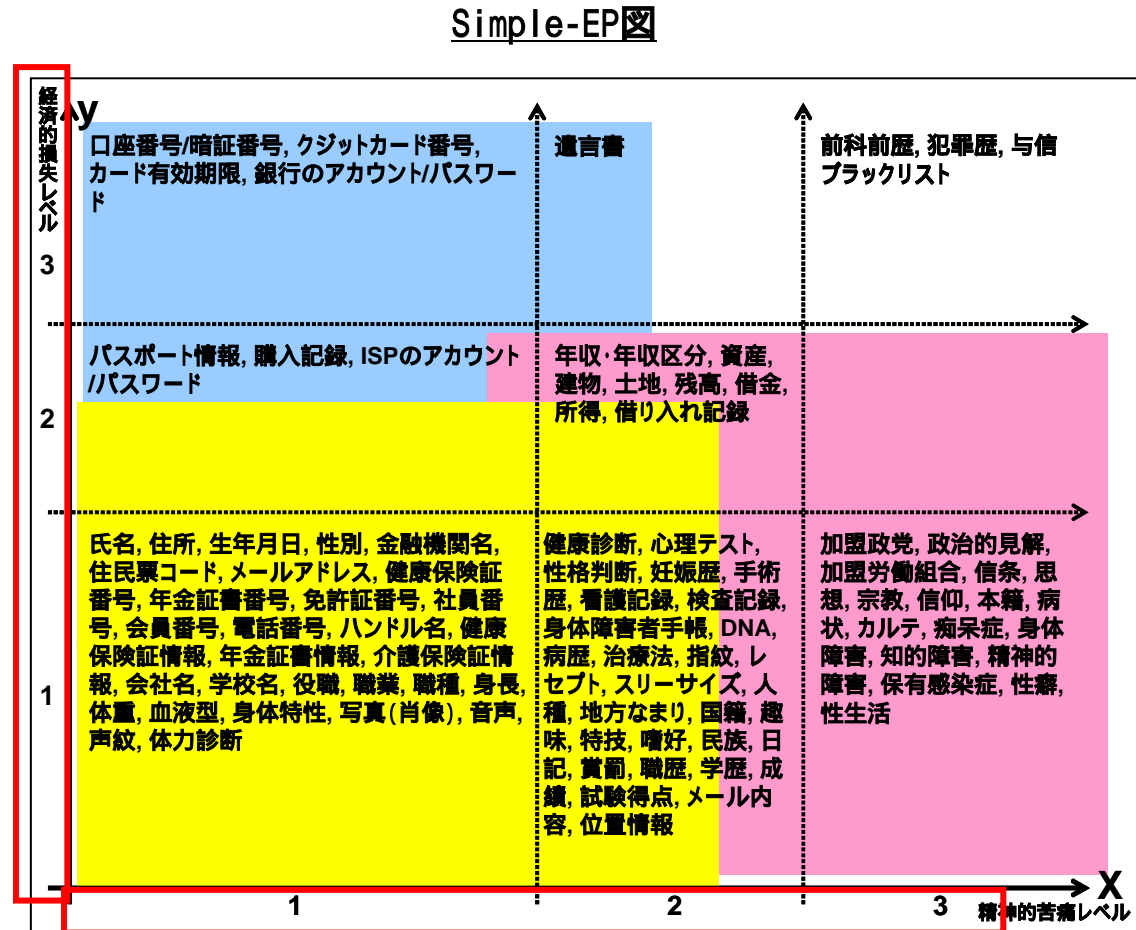 Simple-EP図
経済的損失レベル
y
口座番号/暗証番号, クジットカード番号,
カード有効期限, 銀行のアカウント/パスワー
ド
遺言書
前科前歴, 犯罪歴, 与信
ブラックリスト
3
パスポート情報, 購入記録, ISPのアカウント
/パスワード
年収・年収区分, 資産,
建物, 土地, 残高, 借金,
所得, 借り入れ記録
2
氏名, 住所, 生年月日, 性別, 金融機関名,
住民票コード, メールアドレス, 健康保険証
番号, 年金証書番号, 免許証番号, 社員番
号, 会員番号, 電話番号, ハンドル名, 健康
保険証情報, 年金証書情報, 介護保険証情
報, 会社名, 学校名, 役職, 職業, 職種, 身長,
体重, 血液型, 身体特性, 写真(肖像), 音声,
声紋, 体力診断
健康診断, 心理テスト,
性格判断, 妊娠歴, 手術
歴, 看護記録, 検査記録,
身体障害者手帳, DNA,
病歴, 治療法, 指紋, レ
セプト, スリーサイズ, 人
種, 地方なまり, 国籍, 趣
味, 特技, 嗜好, 民族, 日
記, 賞罰, 職歴, 学歴, 成
績, 試験得点, メール内
容, 位置情報
加盟政党, 政治的見解,
加盟労働組合, 信条, 思
想, 宗教, 信仰, 本籍, 病
状, カルテ, 痴呆症, 身体
障害, 知的障害, 精神的
障害, 保有感染症, 性癖,
性生活
1
X
1
2
3
精神的苦痛レベル